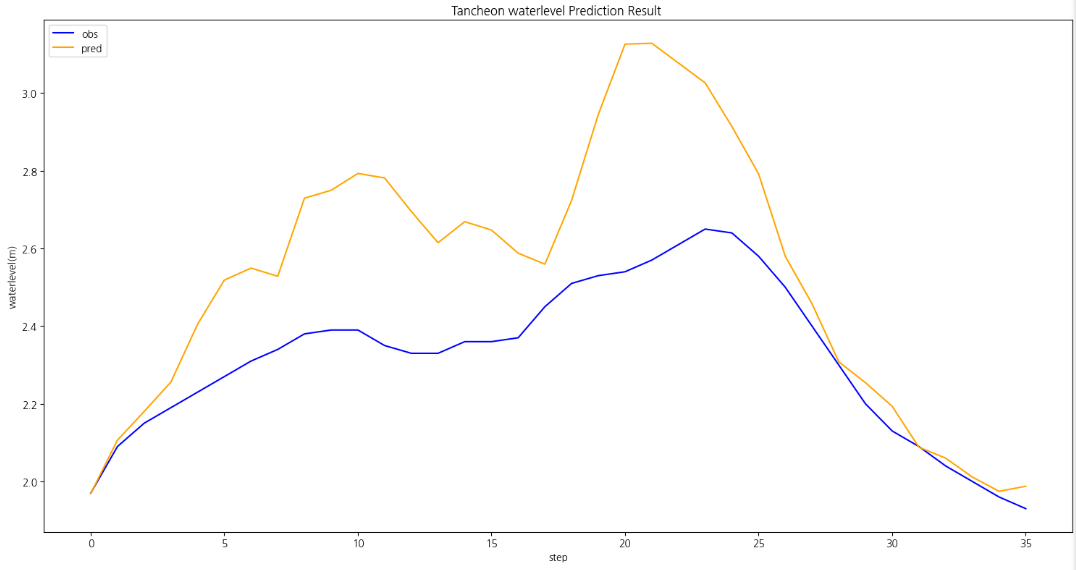 Tancheon waterlevel Prediction Result
obs
pred
waterlevel(m)
3.0
2.8
2.6
2.4
2.2
2.0
0 5 10 15 20 25 30 35
step